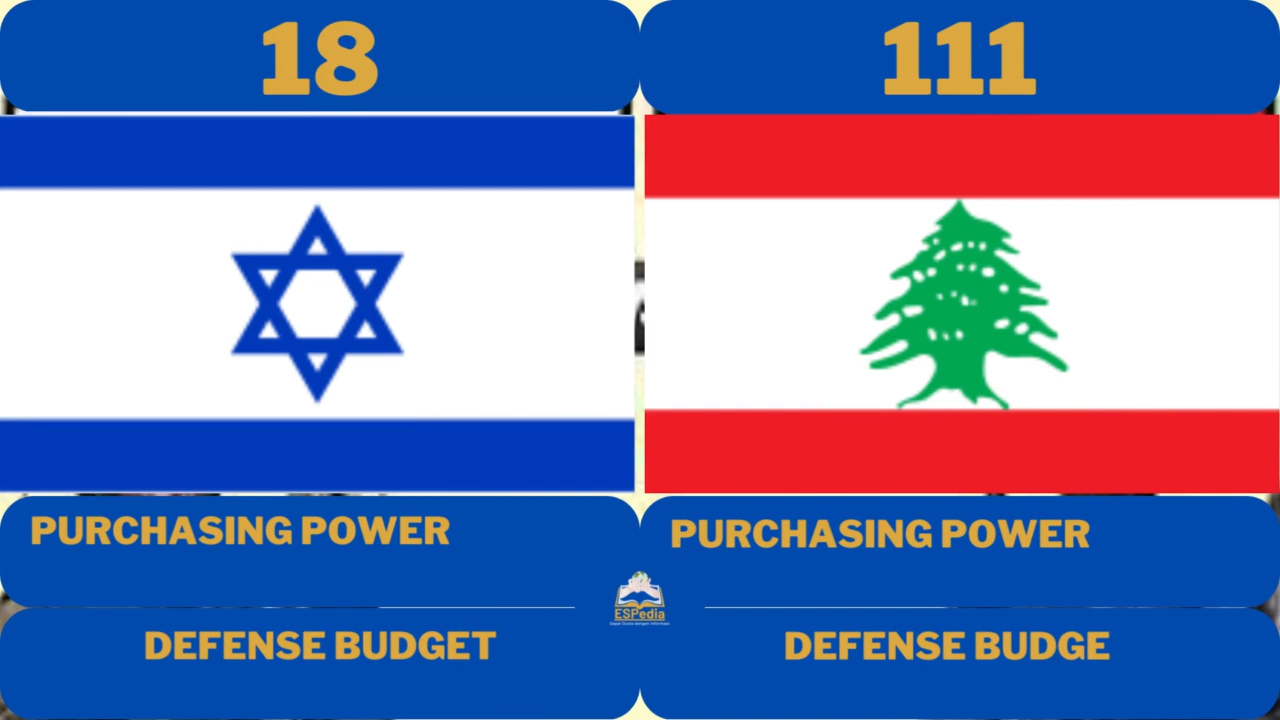 18
111
PURCHASING POWER
PURCHASING POWER
ESPedia
DEFENSE BUDGET
DEFENSE BUDGE